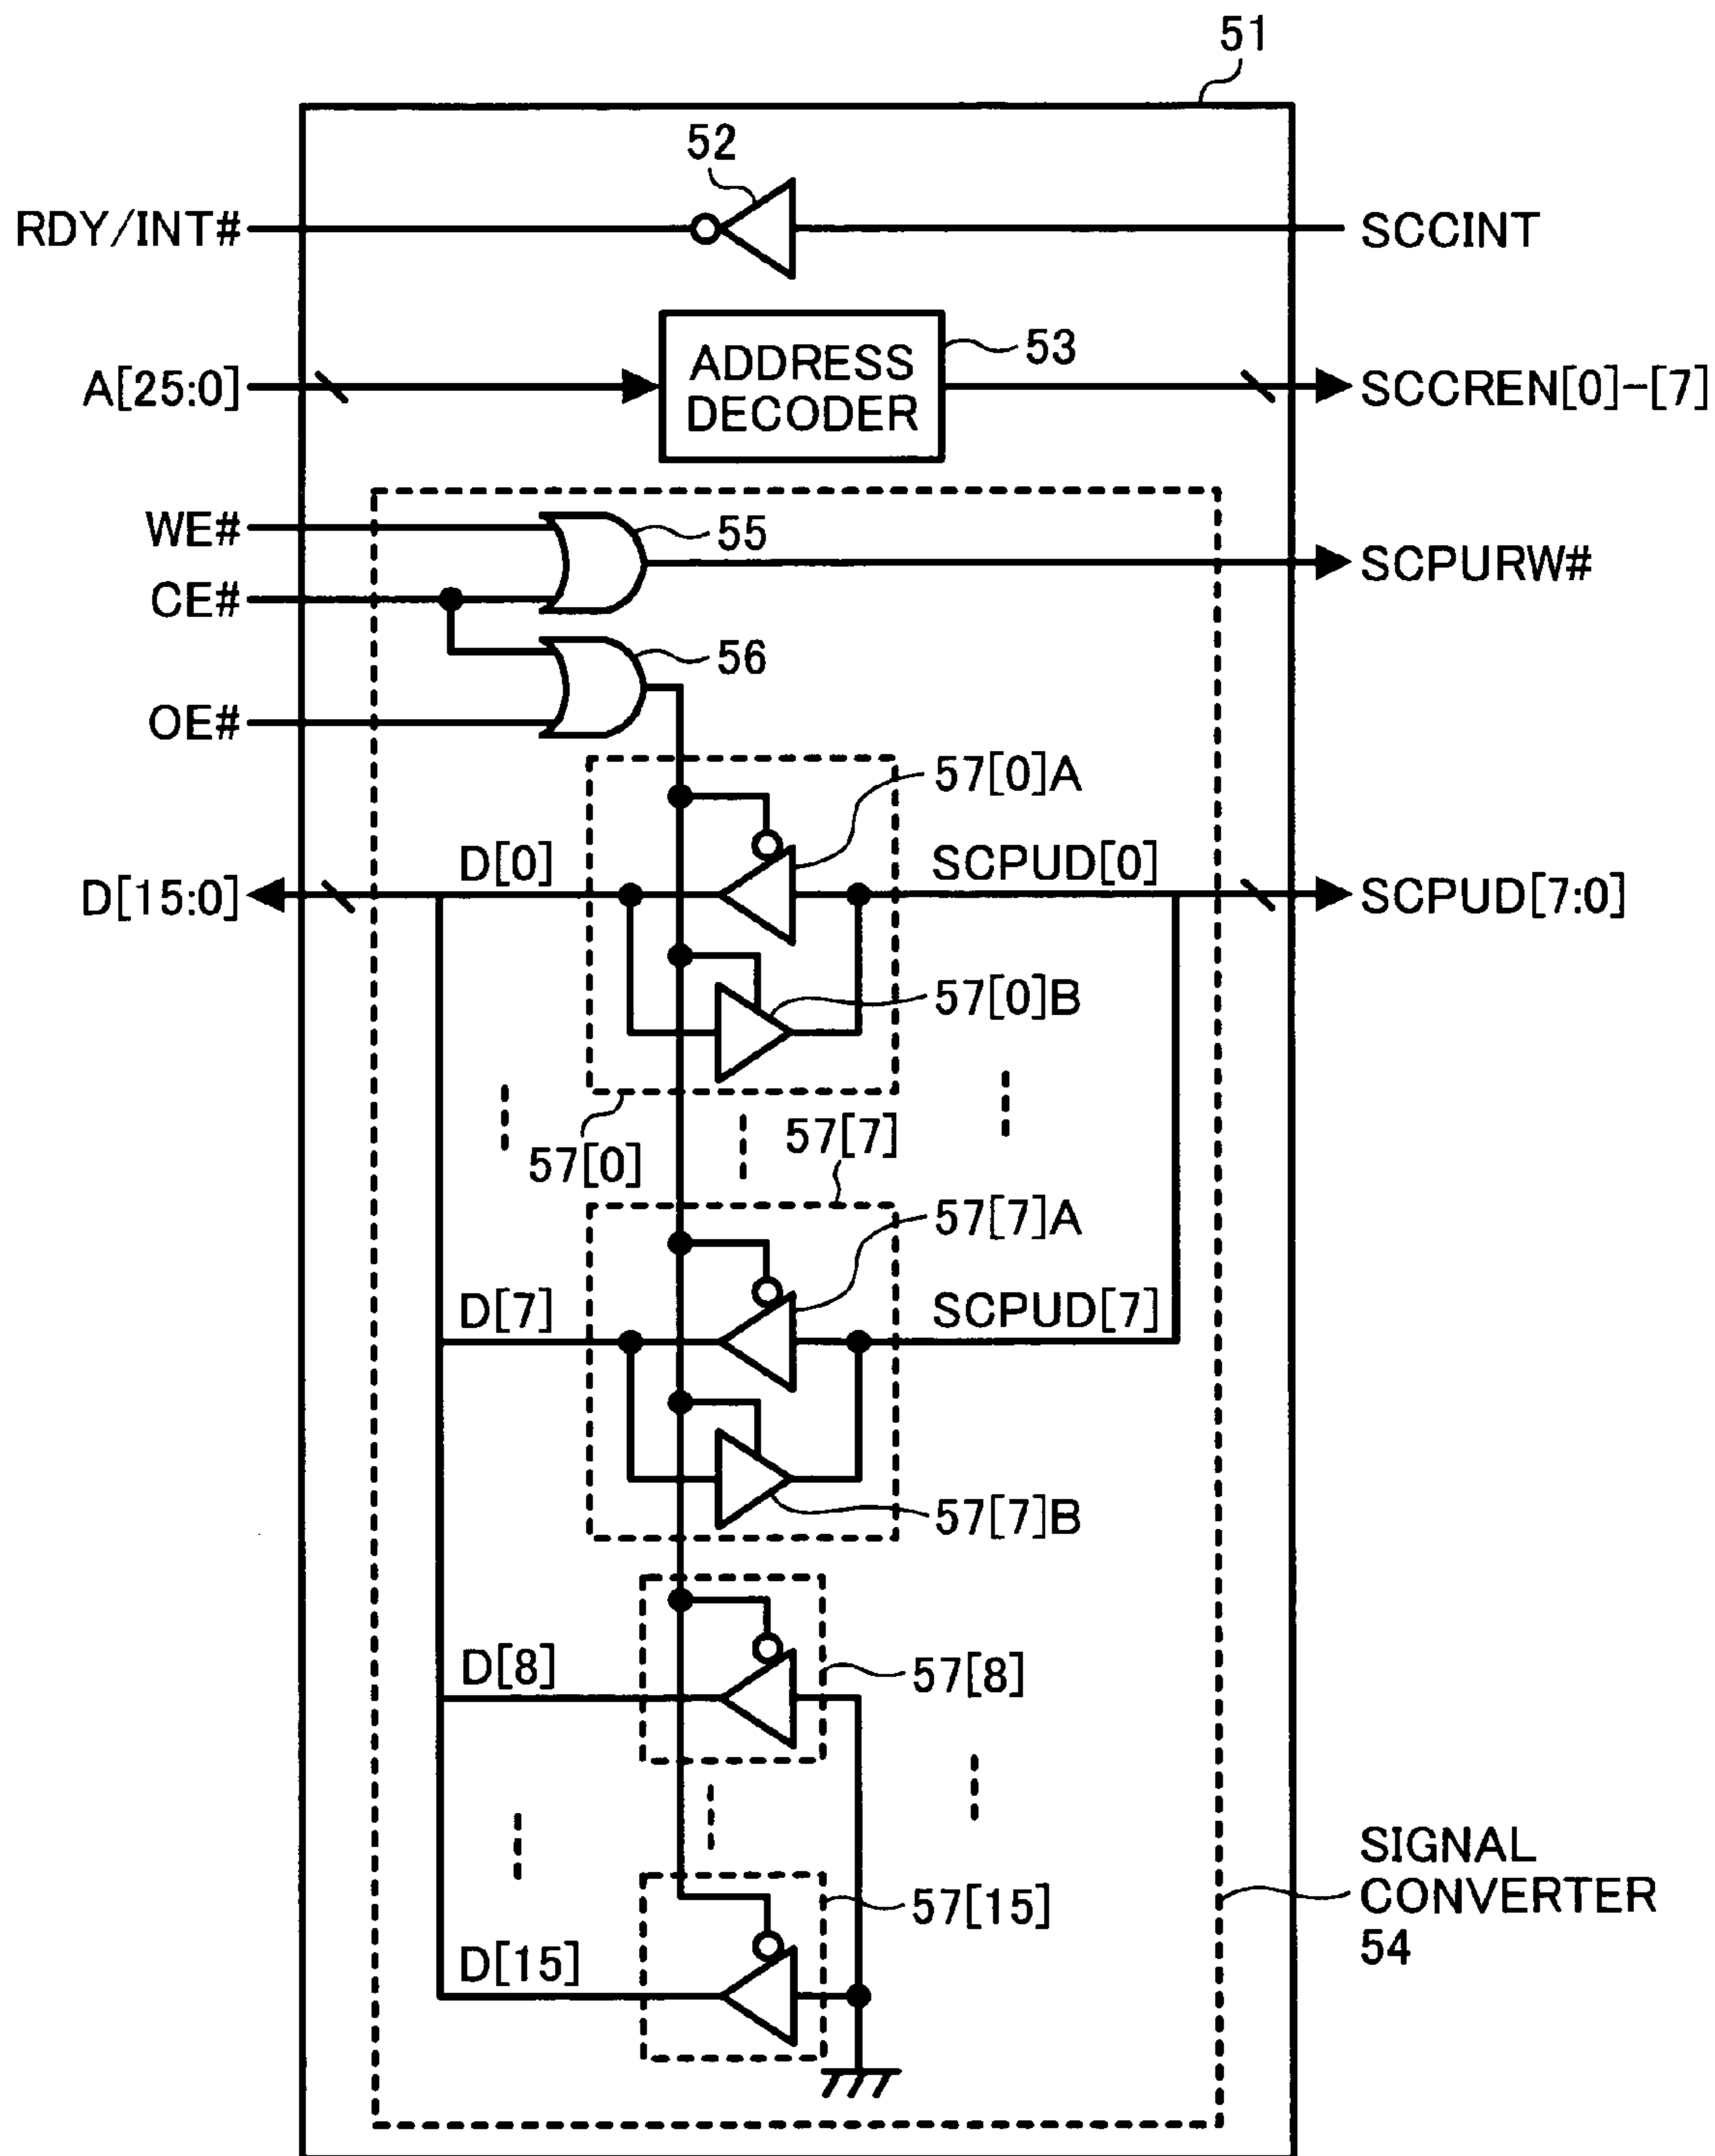 51
52
RDY/INT#
SCCINT
ADDRESS
DECODER
53
A[25:0]
SCCREN[0]-[7]
WE#
55
SCPURW#
CE#
56
OE#
57[0]A
D[0]
SCPUD[0]
D[15:0]
SCPUD[7:0]
57[0]B
57[0]
57[7]
57[7]A
D[7]
SCPUD[7]
57[7]B
D[8]
57[8]
SIGNAL
CONVERTER
54
57[15]
D[15]